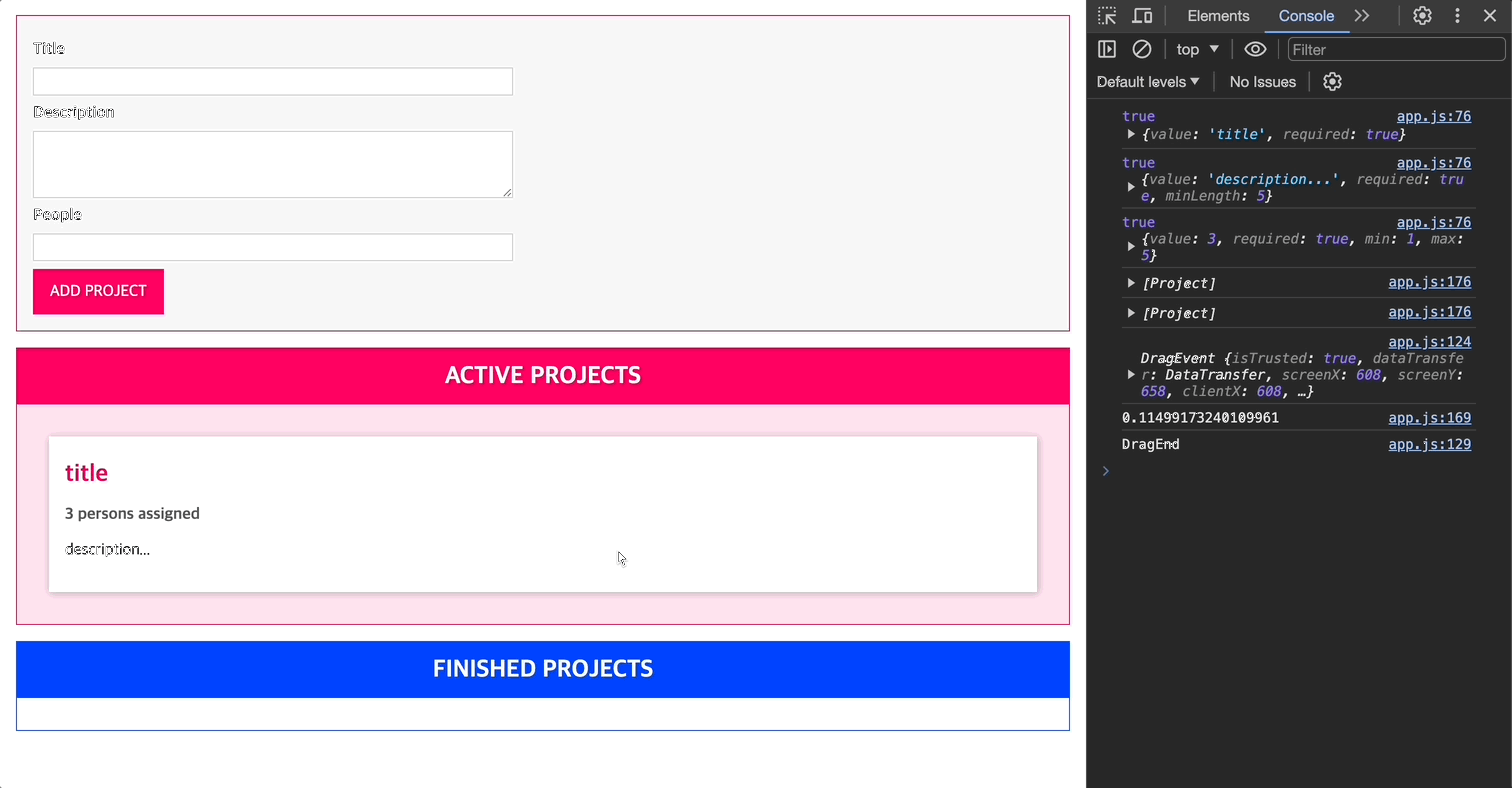 Title
Description
People
ADD PROJECT
ACTIVE PROJECTS
title
3 persons assigned
description...
FINISHED PROJECTS
Elements Console
top Filter
Default levels No Issues
true app.js:76
{value: 'title', required: true}
true app.js:76
{value: 'description...', required: tru
e, minLength: 5}
true app.js:76
{value: 3, required: true, min: 1, max:
5}
[Project] app.js:176
[Project] app.js:176
app.js:124
DragEvent {isTrusted: true, dataTransfe
r: DataTransfer, screenX: 608, screenY:
658, clientX: 608, …}
0.11499173240109961 app.js:169
DragEnd app.js:129